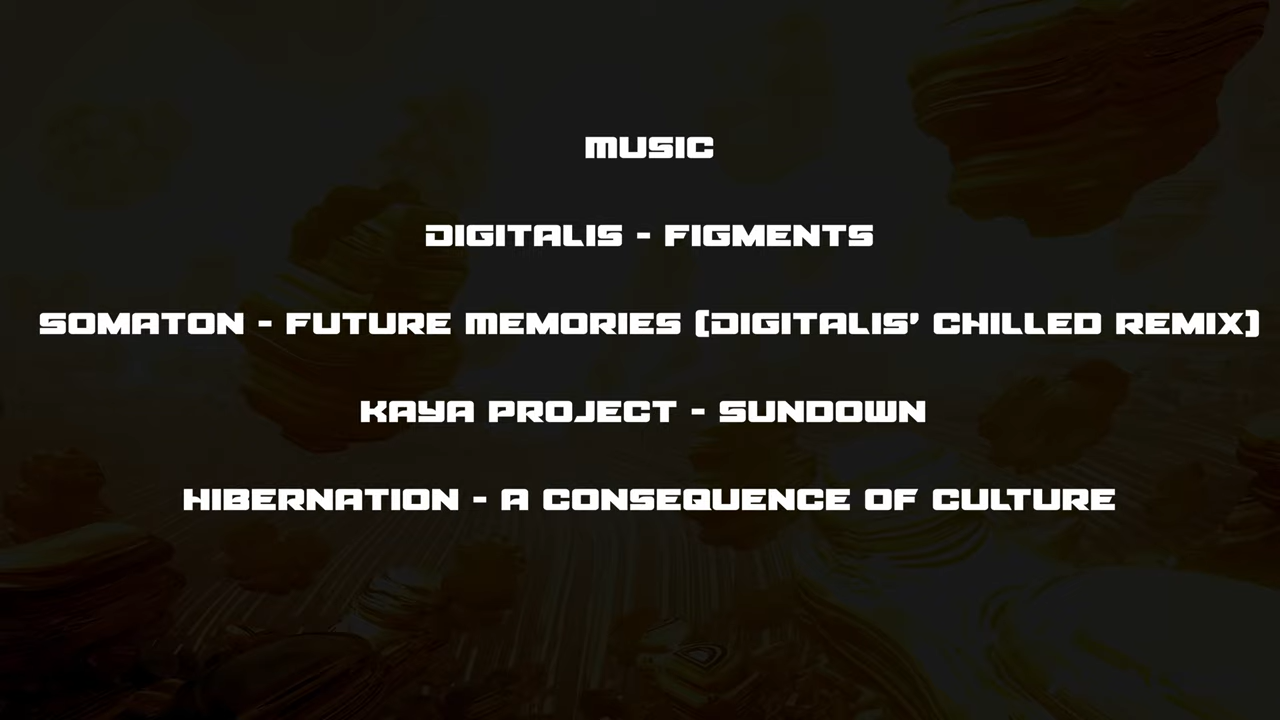 MUSIC
DIGITALIS - FIGMENTS
SOMATON - FUTURE MEMORIES (DIGITALIS' CHILLED REMIX)
KAYA PROJECT - SUNDOWN
HIBERNATION - A CONSEQUENCE OF CULTURE